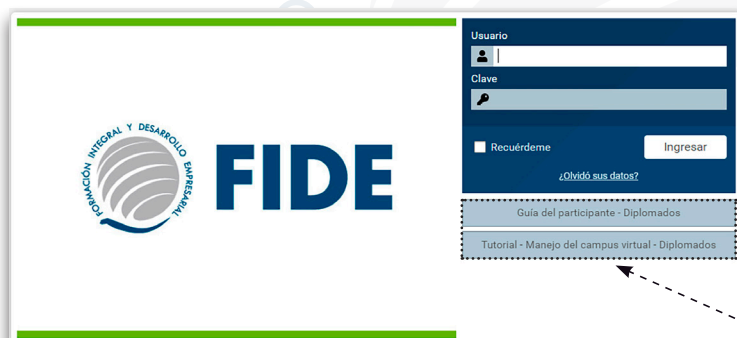 FORMACIÓN INTEGRAL Y DESARROLLO EMPRESARIAL
FIDE
Usuario
Clave
Recuérdeme
Ingresar
¿Olvidó sus datos?
Guía del participante - Diplomados
Tutorial - Manejo del campus virtual - Diplomados